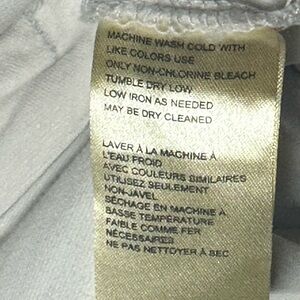 MACHINE WASH COLD WITH
LIKE COLORS USE
ONLY NON-CHLORINE BLEACH
TUMBLE DRY LOW
LOW IRON AS NEEDED
MAY BE DRY CLEANED
LAVER À LA MACHINE À
L'EAU FROID
AVEC COULEURS SIMILAIRES
UTILISEZ SEULEMENT
NON-JAVEL
SÉCHAGE EN MACHINE À
BASSE TEMPÉRATURE
FAIBLE COMME FER
NÉCESSAIRES
NE PAS NETTOYER À SEC